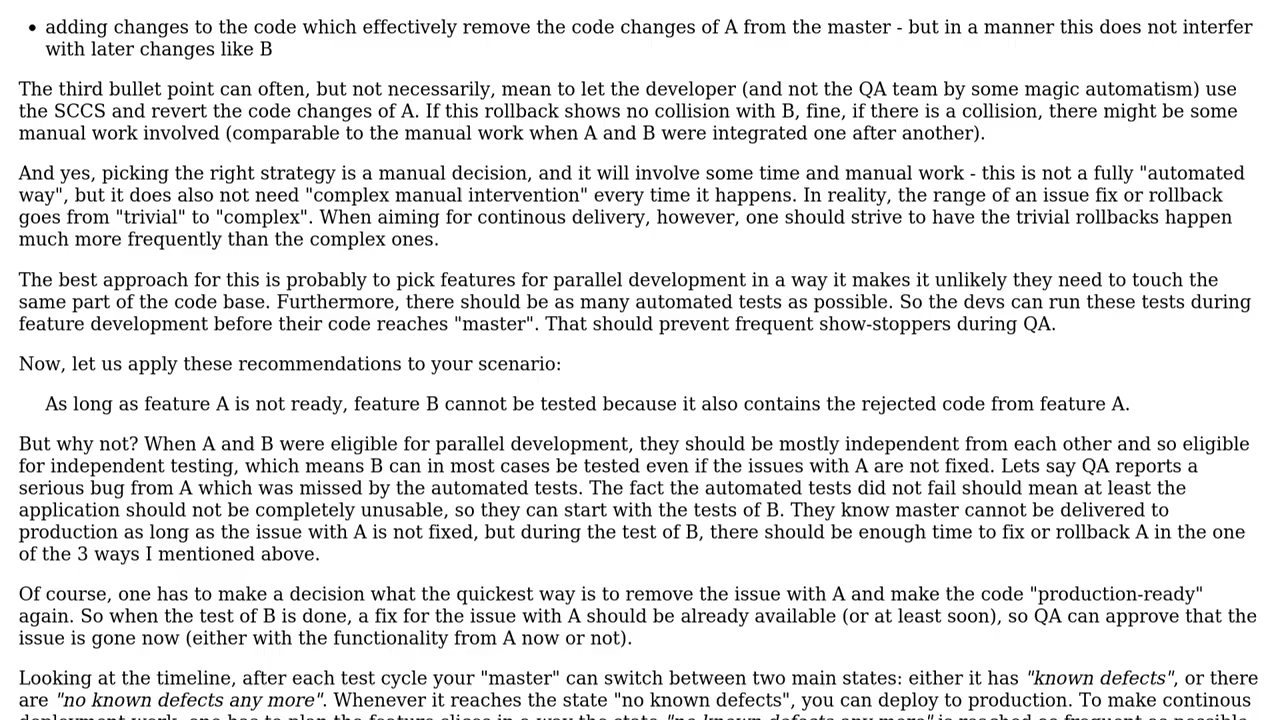 • adding changes to the code which effectively remove the code changes of A from the master - but in a manner this does not interfer
with later changes like B
The third bullet point can often, but not necessarily, mean to let the developer (and not the QA team by some magic automatism) use
the SCCS and revert the code changes of A. If this rollback shows no collision with B, fine, if there is a collision, there might be some
manual work involved (comparable to the manual work when A and B were integrated one after another).
And yes, picking the right strategy is a manual decision, and it will involve some time and manual work - this is not a fully "automated
way", but it does also not need "complex manual intervention" every time it happens. In reality, the range of an issue fix or rollback
goes from "trivial" to "complex". When aiming for continous delivery, however, one should strive to have the trivial rollbacks happen
much more frequently than the complex ones.
The best approach for this is probably to pick features for parallel development in a way it makes it unlikely they need to touch the
same part of the code base. Furthermore, there should be as many automated tests as possible. So the devs can run these tests during
feature development before their code reaches "master". That should prevent frequent show-stoppers during QA.
Now, let us apply these recommendations to your scenario:
As long as feature A is not ready, feature B cannot be tested because it also contains the rejected code from feature A.
But why not? When A and B were eligible for parallel development, they should be mostly independent from each other and so eligible
for independent testing, which means B can in most cases be tested even if the issues with A are not fixed. Lets say QA reports a
serious bug from A which was missed by the automated tests. The fact the automated tests did not fail should mean at least the
application should not be completely unusable, so they can start with the tests of B. They know master cannot be delivered to
production as long as the issue with A is not fixed, but during the test of B, there should be enough time to fix or rollback A in the one
of the 3 ways I mentioned above.
Of course, one has to make a decision what the quickest way is to remove the issue with A and make the code "production-ready"
again. So when the test of B is done, a fix for the issue with A should be already available (or at least soon), so QA can approve that the
issue is gone now (either with the functionality from A now or not).
Looking at the timeline, after each test cycle your "master" can switch between two main states: either it has "known defects", or there
are "no known defects any more". Whenever it reaches the state "no known defects", you can deploy to production. To make continous
deployment work, one has to plan the feature slices in a way the state "no known defects any more" is reached as frequent as possible